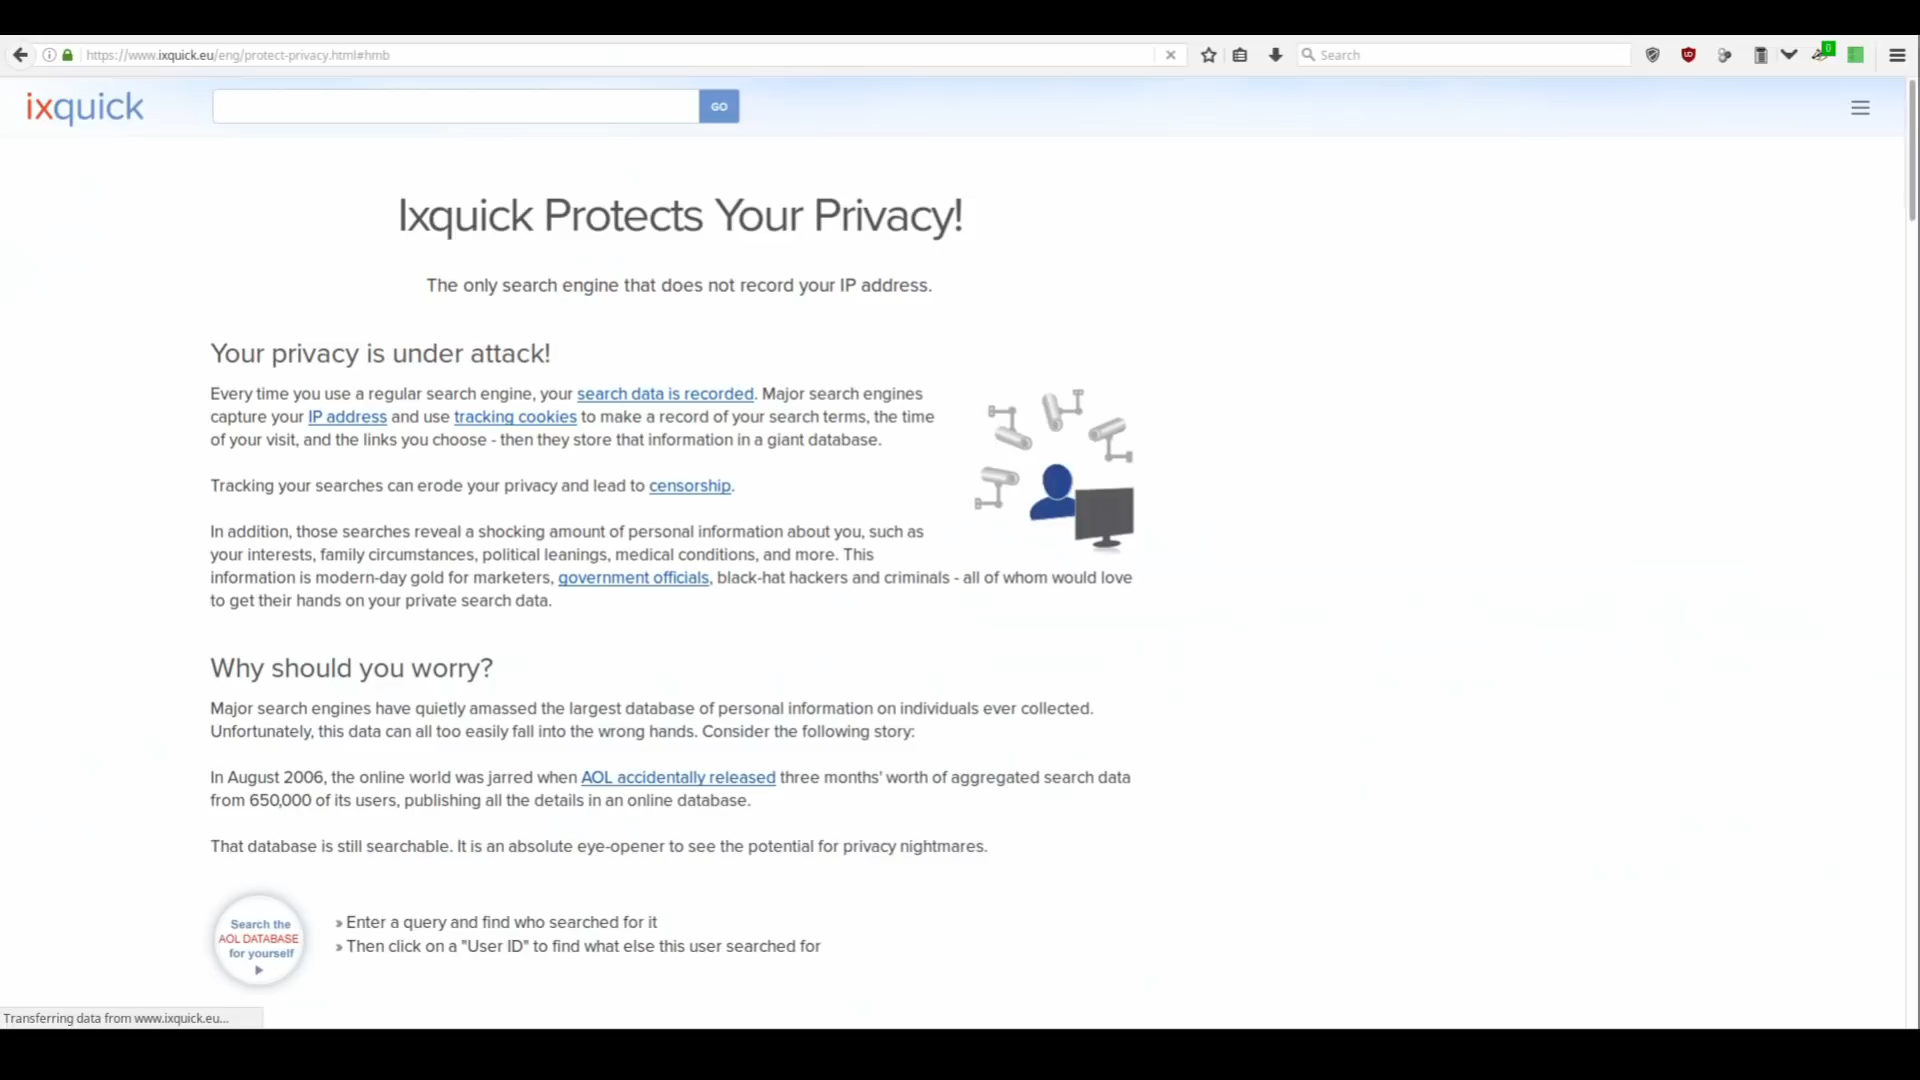 https://www.ixquick.eu/eng/protect-privacy.html#hmb
Search
0
ixquick
GO
Ixquick Protects Your Privacy!
The only search engine that does not record your IP address.
Your privacy is under attack!
Every time you use a regular search engine, your search data is recorded. Major search engines
capture your IP address and use tracking cookies to make a record of your search terms, the time
of your visit, and the links you choose - then they store that information in a giant database.
Tracking your searches can erode your privacy and lead to censorship.
In addition, those searches reveal a shocking amount of personal information about you, such as
your interests, family circumstances, political leanings, medical conditions, and more. This
information is modern-day gold for marketers, government officials, black-hat hackers and criminals - all of whom would love
to get their hands on your private search data.
Why should you worry?
Major search engines have quietly amassed the largest database of personal information on individuals ever collected.
Unfortunately, this data can all too easily fall into the wrong hands. Consider the following story:
In August 2006, the online world was jarred when AOL accidentally released three months' worth of aggregated search data
from 650,000 of its users, publishing all the details in an online database.
That database is still searchable. It is an absolute eye-opener to see the potential for privacy nightmares.
Search the
AOL DATABASE
for yourself
» Enter a query and find who searched for it
» Then click on a "User ID" to find what else this user searched for
Transferring data from www.ixquick.eu...